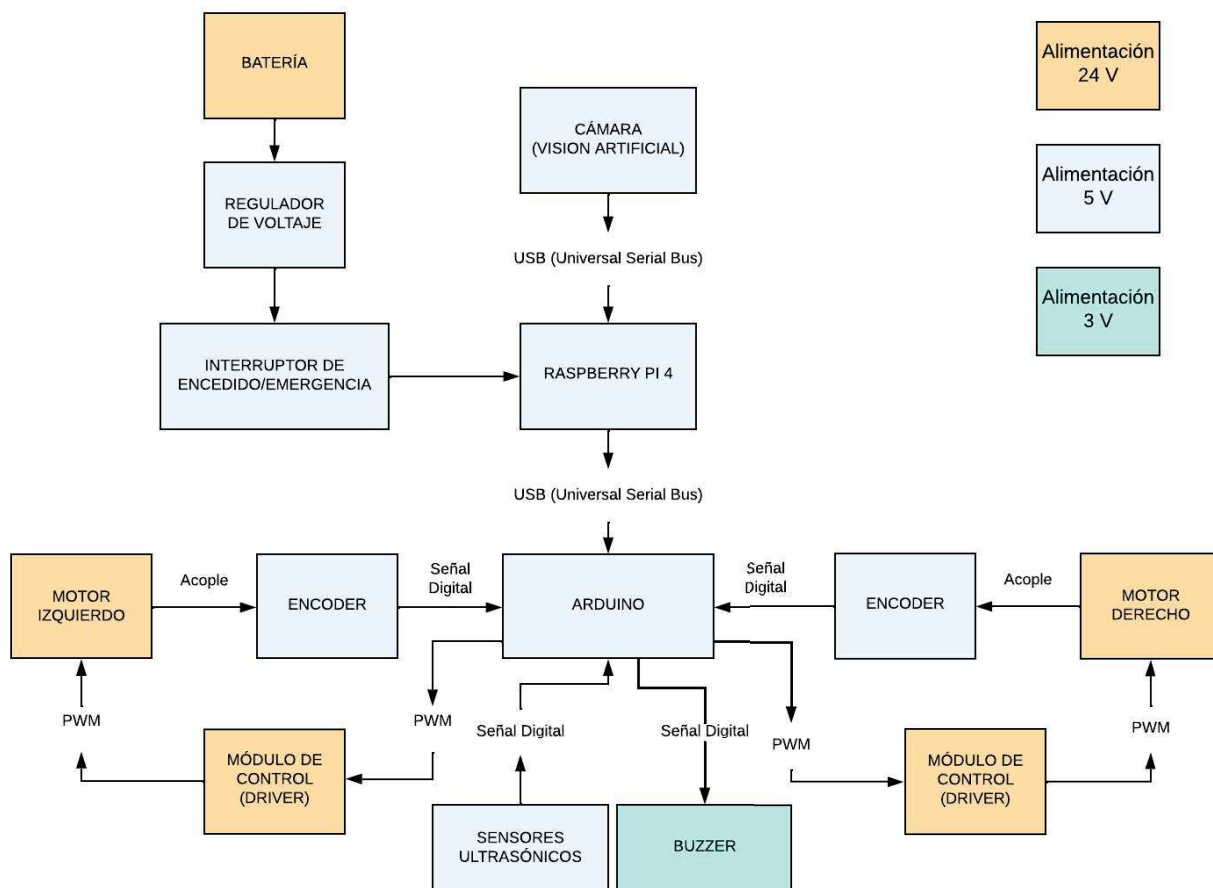 BATERÍA
Alimentación
24 V
CÁMARA
(VISION ARTIFICIAL)
Alimentación
5 V
REGULADOR
DE VOLTAJE
USB (Universal Serial Bus)
Alimentación
3 V
INTERRUPTOR DE
ENCEDIDO/EMERGENCIA
RASPBERRY PI 4
USB (Universal Serial Bus)
MOTOR
IZQUIERDO
Acople
ENCODER
Señal
Digital
ARDUINO
Señal
Digital
ENCODER
Acople
MOTOR
DERECHO
PWM
PWM
Señal Digital
Señal Digital
PWM
PWM
MÓDULO DE
CONTROL
(DRIVER)
MÓDULO DE
CONTROL
(DRIVER)
SENSORES
ULTRASÓNICOS
BUZZER